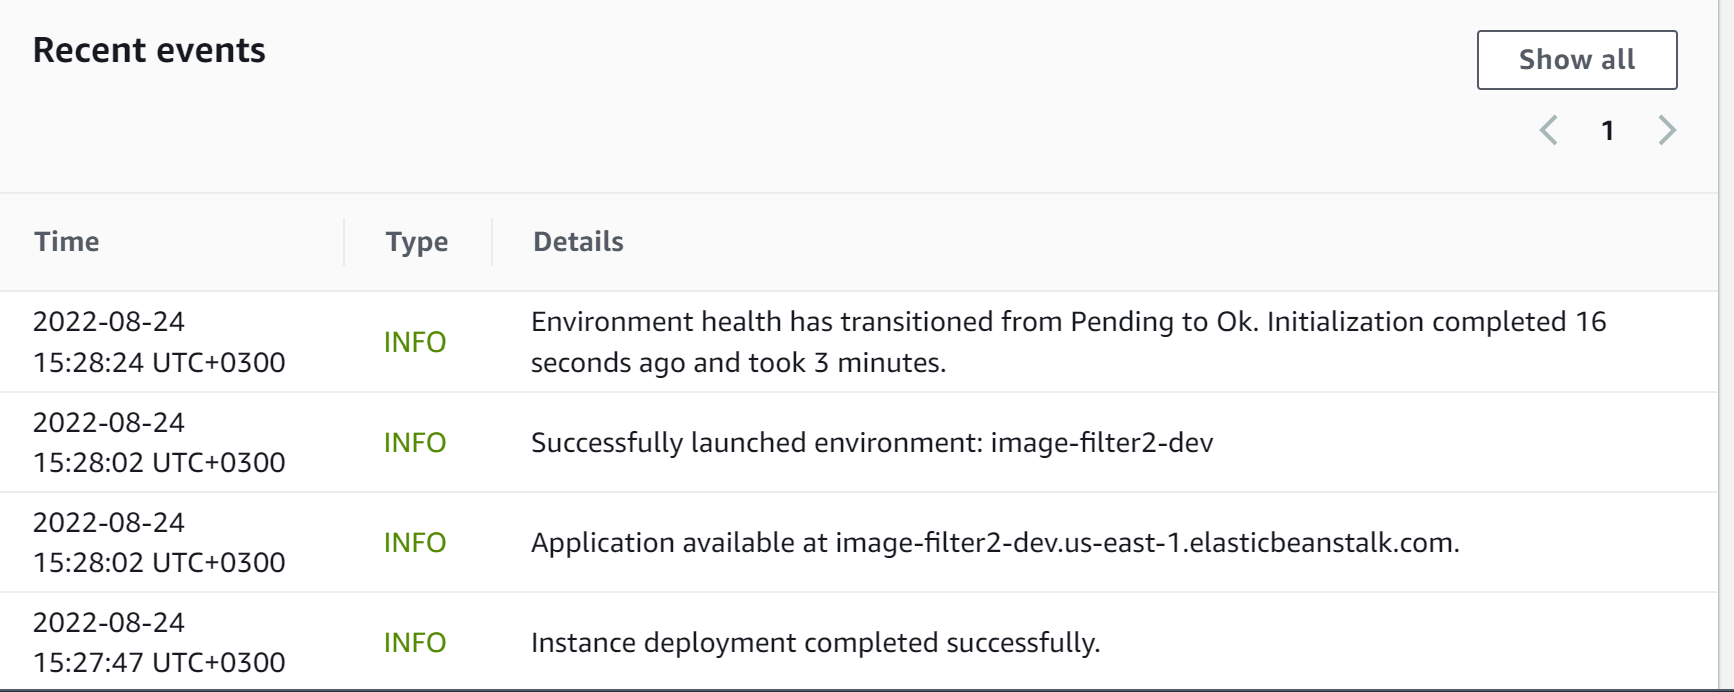 Recent events
Show all
1
Time
Type
Details
2022-08-24
15:28:24 UTC+0300
INFO
Environment health has transitioned from Pending to Ok. Initialization completed 16
seconds ago and took 3 minutes.
2022-08-24
15:28:02 UTC+0300
INFO
Successfully launched environment: image-filter2-dev
2022-08-24
15:28:02 UTC+0300
INFO
Application available at image-filter2-dev.us-east-1.elasticbeanstalk.com.
2022-08-24
15:27:47 UTC+0300
INFO
Instance deployment completed successfully.